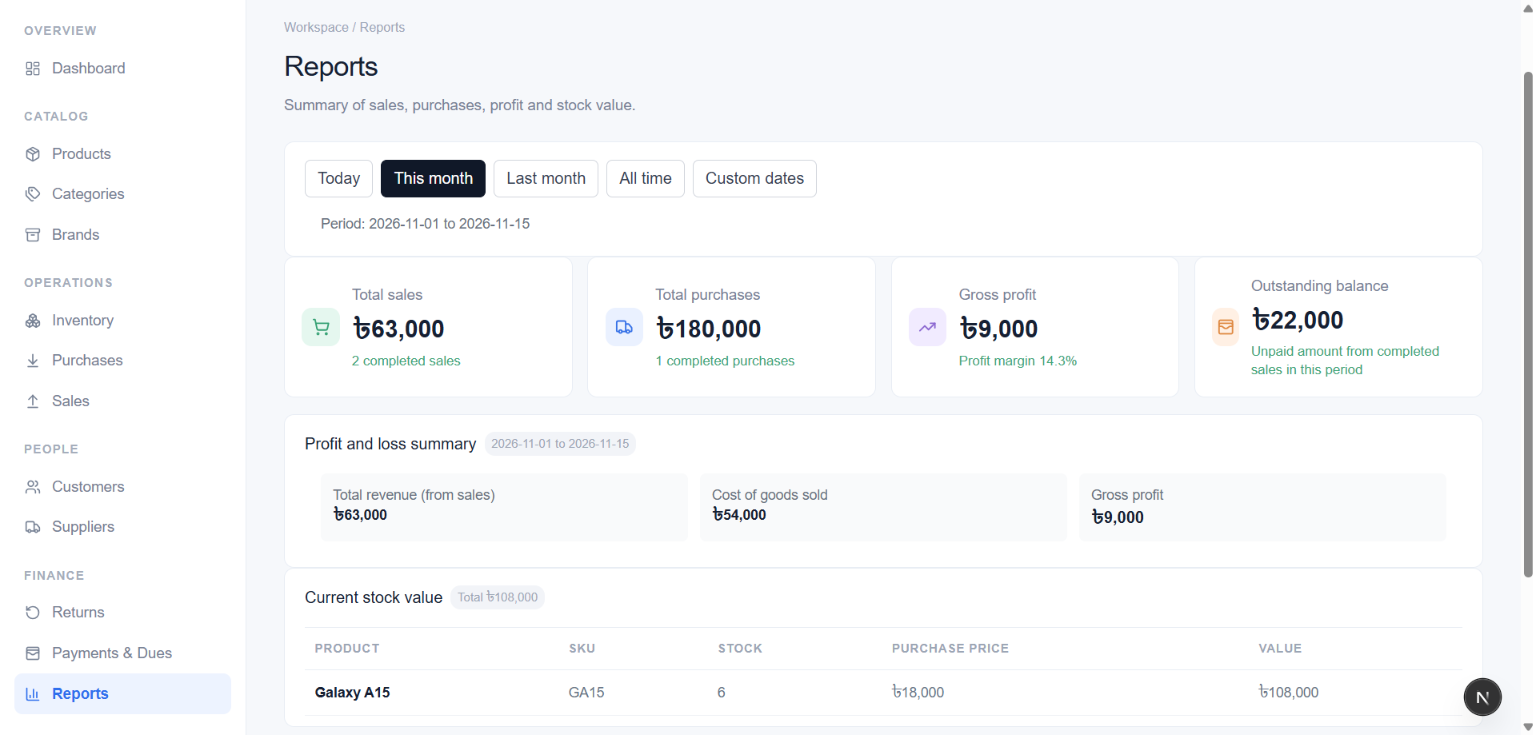 OVERVIEW
Dashboard
CATALOG
Products
Categories
Brands
OPERATIONS
Inventory
Purchases
Sales
PEOPLE
Customers
Suppliers
FINANCE
Returns
Payments & Dues
Reports
Workspace / Reports
Reports
Summary of sales, purchases, profit and stock value.
Today This month Last month All time Custom dates
Period: 2026-11-01 to 2026-11-15
Total sales
৳63,000
2 completed sales
Total purchases
৳180,000
1 completed purchases
Gross profit
৳9,000
Profit margin 14.3%
Outstanding balance
৳22,000
Unpaid amount from completed
sales in this period
Profit and loss summary 2026-11-01 to 2026-11-15
Total revenue (from sales)
৳63,000
Cost of goods sold
৳54,000
Gross profit
৳9,000
Current stock value Total ৳108,000
PRODUCT SKU STOCK PURCHASE PRICE VALUE
Galaxy A15 GA15 6 ৳18,000 ৳108,000
N